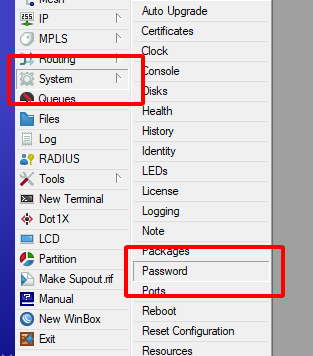 Mesh
IP
MPLS
Routing
System
Queues
Files
Log
RADIUS
Tools
New Terminal
Dot1X
LCD
Partition
Make Supout.rif
Manual
New WinBox
Exit
Auto Upgrade
Certificates
Clock
Console
Disks
Health
History
Identity
LEDs
License
Logging
Note
Packages
Password
Ports
Reboot
Reset Configuration
Resources